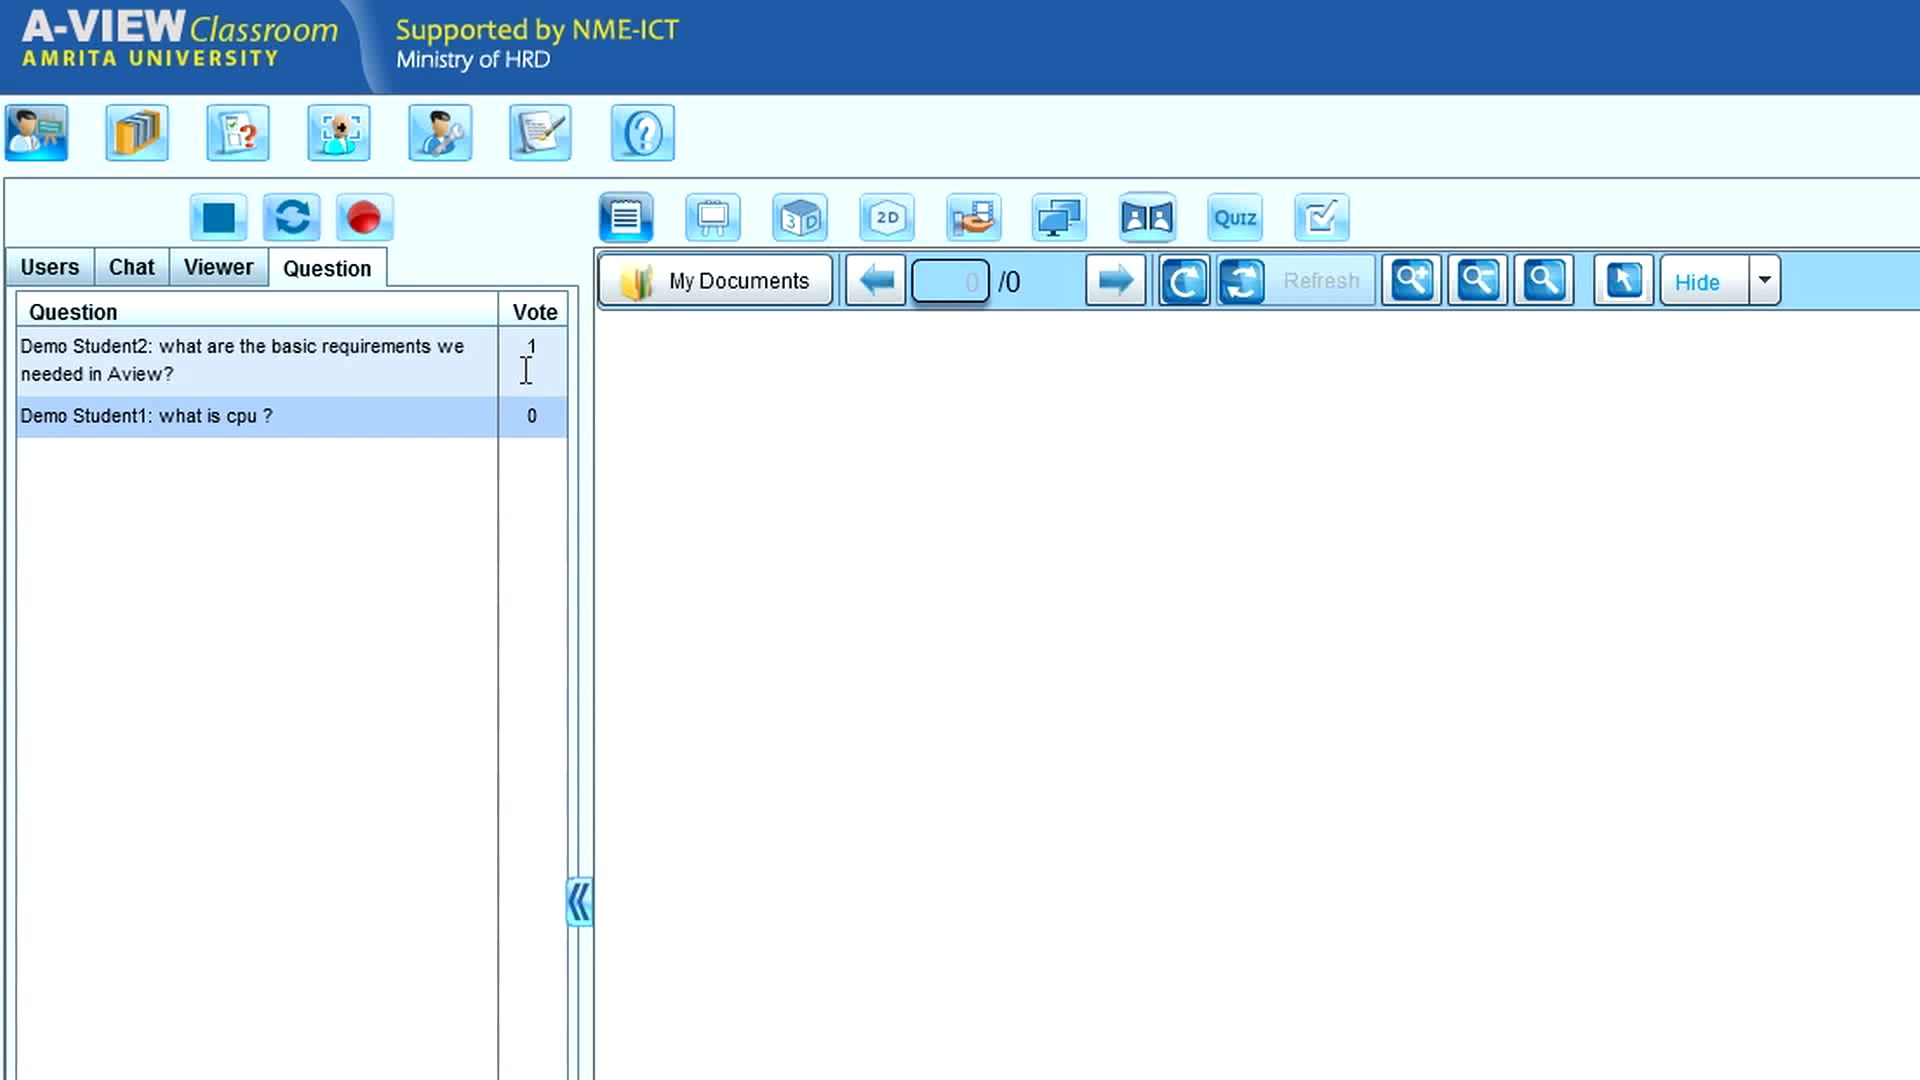 A-VIEW Classroom
AMRITA UNIVERSITY
Supported by NME-ICT
Ministry of HRD
3D
2D
QUIZ
Users
Chat
Viewer
Question
My Documents
0
/0
Refresh
Hide
Question
Vote
Demo Student2: what are the basic requirements we
needed in Aview?
1
Demo Student1: what is cpu ?
0